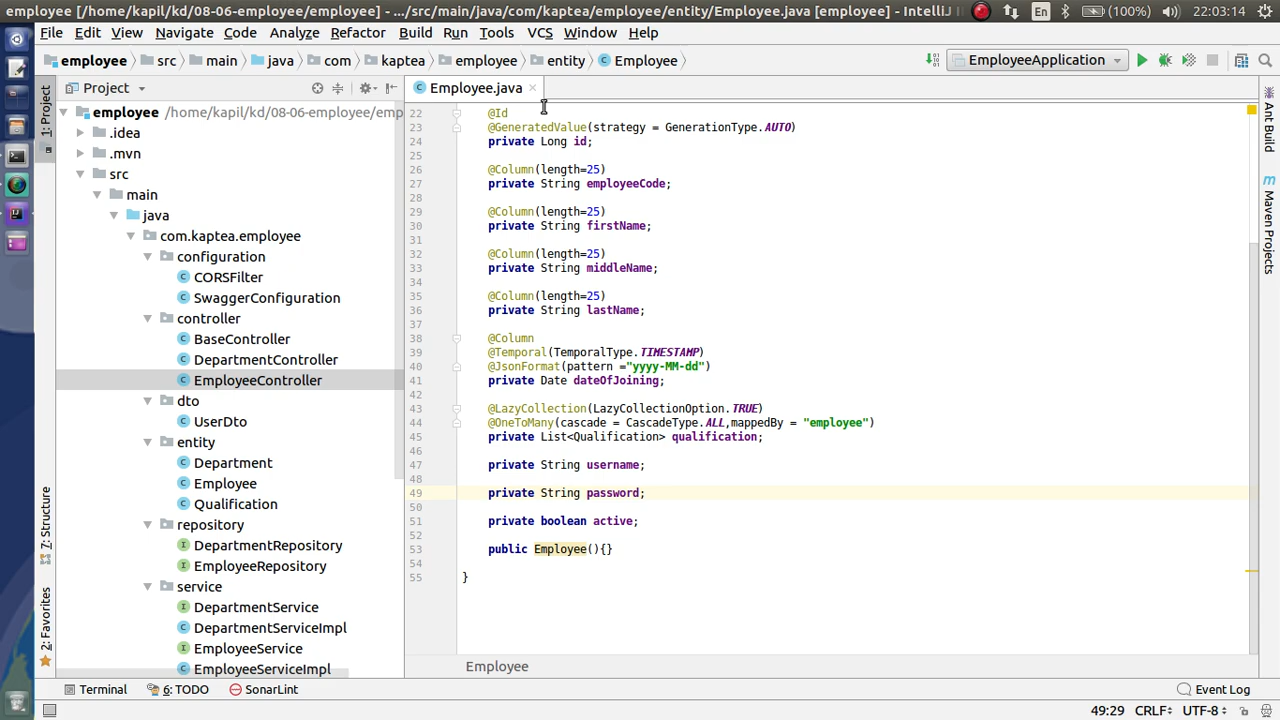 employee [/home/kapil/kd/08-06-employee/employee] - .../src/main/java/com/kaptea/employee/entity/Employee.java [employee] - IntelliJ I
En (100%) 22:03:14
File Edit View Navigate Code Analyze Refactor Build Run Tools VCS Window Help
employee src main java com kaptea employee entity Employee EmployeeApplication
Project Employee.java
1: Project
7: Structure
2: Favorites
employee /home/kapil/kd/08-06-employee/emp
.idea
.mvn
src
main
java
com.kaptea.employee
configuration
CORSFilter
SwaggerConfiguration
controller
BaseController
DepartmentController
EmployeeController
dto
UserDto
entity
Department
Employee
Qualification
repository
DepartmentRepository
EmployeeRepository
service
DepartmentService
DepartmentServiceImpl
EmployeeService
EmployeeServiceImpl
22 @Id
23 @GeneratedValue(strategy = GenerationType.AUTO)
24 private Long id;
25
26 @Column(length=25)
27 private String employeeCode;
28
29 @Column(length=25)
30 private String firstName;
31
32 @Column(length=25)
33 private String middleName;
34
35 @Column(length=25)
36 private String lastName;
37
38 @Column
39 @Temporal(TemporalType.TIMESTAMP)
40 @JsonFormat(pattern ="yyyy-MM-dd")
41 private Date dateOfJoining;
42
43 @LazyCollection(LazyCollectionOption.TRUE)
44 @OneToMany(cascade = CascadeType.ALL,mappedBy = "employee")
45 private List<Qualification> qualification;
46
47 private String username;
48
49 private String password;
50
51 private boolean active;
52
53 public Employee(){}
54
55 }
Employee
Ant Build
m Maven Projects
Terminal 6: TODO SonarLint Event Log
49:29 CRLF UTF-8